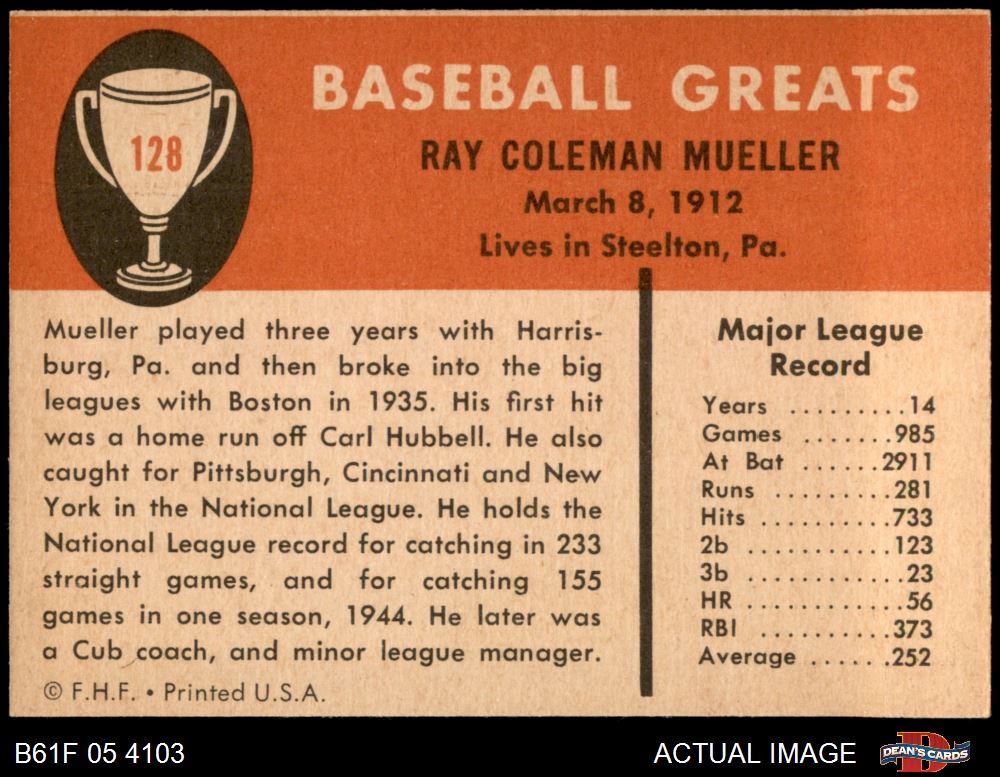 128
BASEBALL GREATS
RAY COLEMAN MUELLER
March 8, 1912
Lives in Steelton, Pa.
Mueller played three years with Harris-
burg, Pa. and then broke into the big
leagues with Boston in 1935. His first hit
was a home run off Carl Hubbell. He also
caught for Pittsburgh, Cincinnati and New
York in the National League. He holds the
National League record for catching in 233
straight games, and for catching 155
games in one season, 1944. He later was
a Cub coach, and minor league manager.
© F.H.F. • Printed U.S.A.
Major League
Record
Years .........14
Games .......985
At Bat ......2911
Runs .........281
Hits ..........733
2b ...........123
3b ............23
HR ............56
RBI ..........373
Average ......252
B61F 05 4103
ACTUAL IMAGE
DEAN'S CARDS